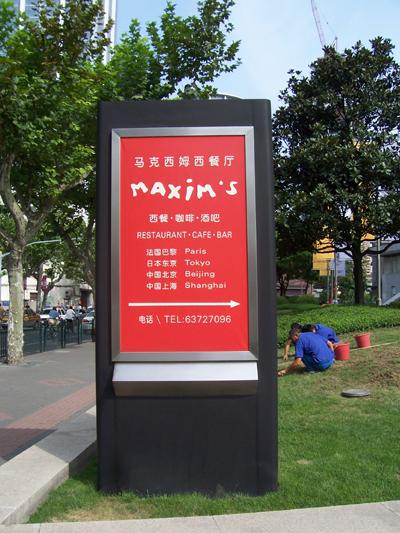 马克西姆西餐厅
MAXIM'S
西餐·咖啡·酒吧
RESTAURANT·CAFE·BAR
法国巴黎 Paris
日本东京 Tokyo
中国北京 Beijing
中国上海 Shanghai
电话\TEL:63727096